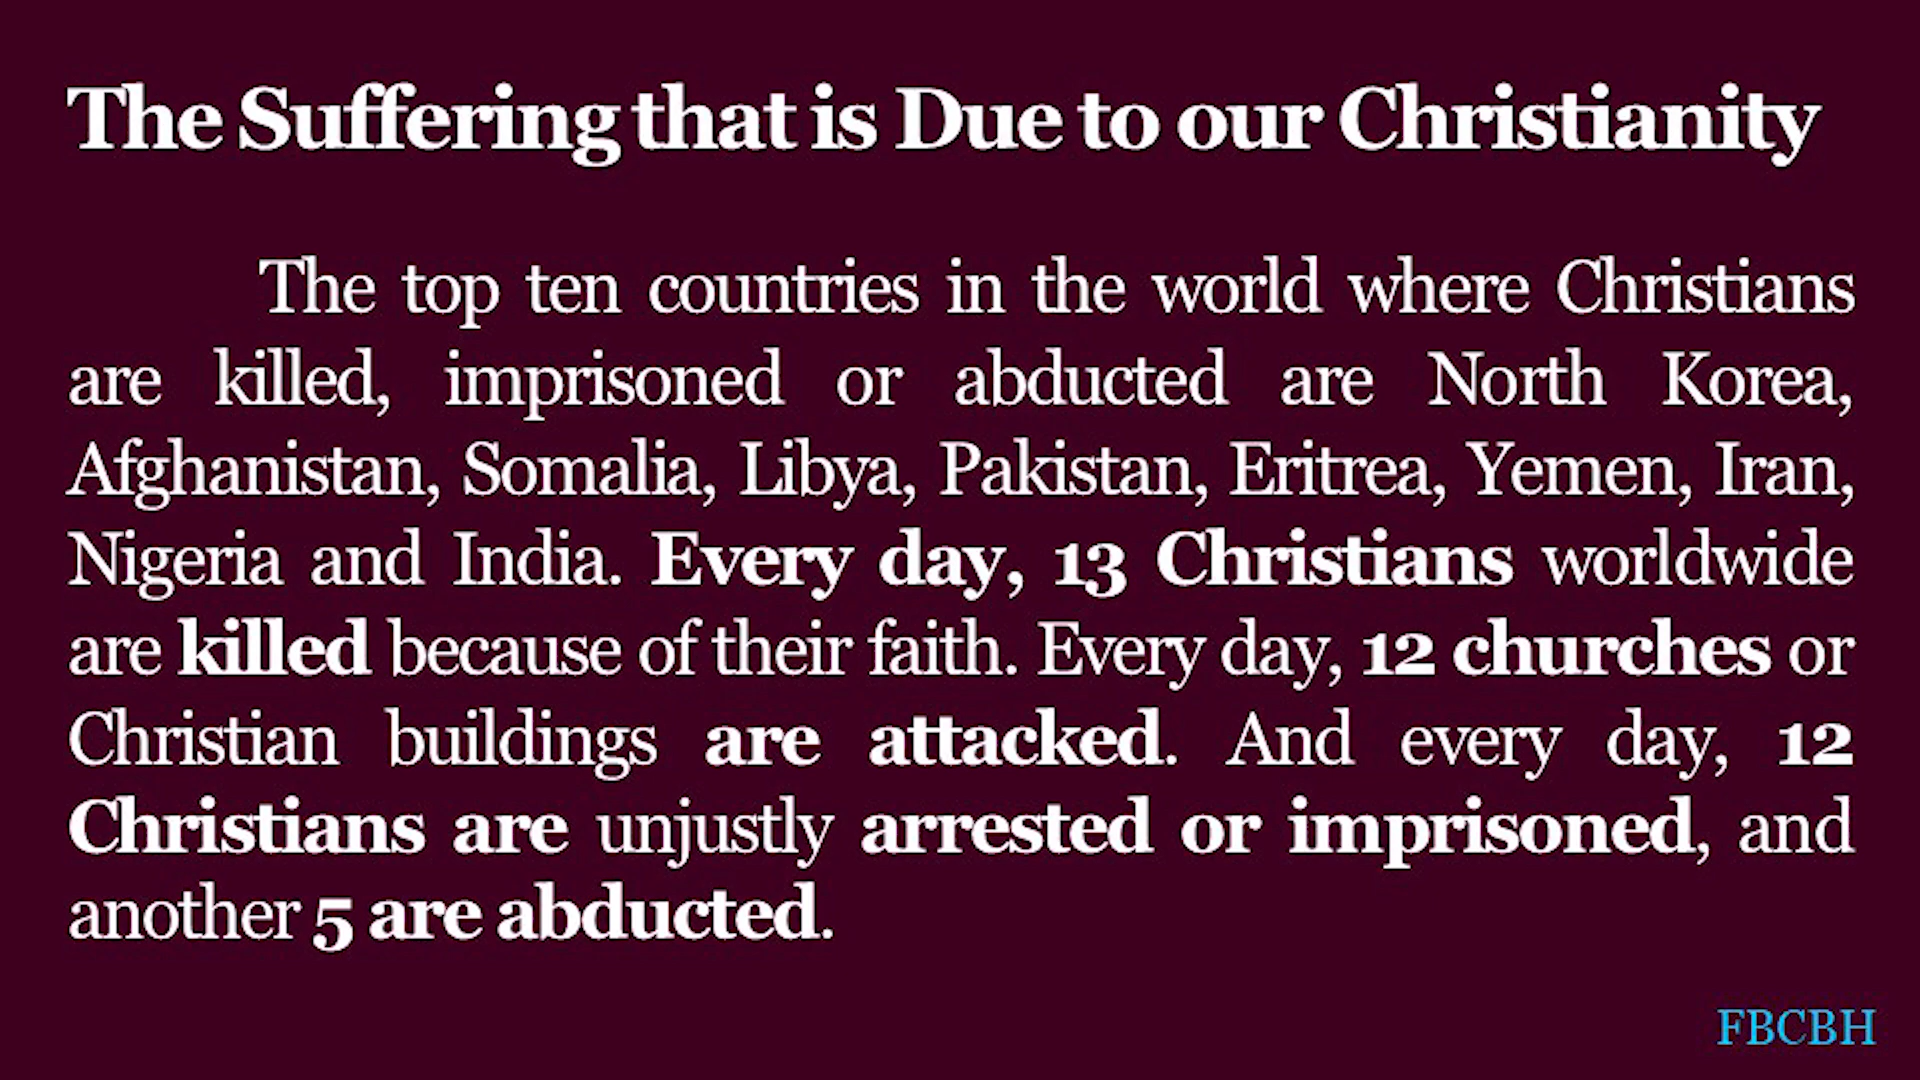 The Suffering that is Due to our Christianity
The top ten countries in the world where Christians
are killed, imprisoned or abducted are North Korea,
Afghanistan, Somalia, Libya, Pakistan, Eritrea, Yemen, Iran,
Nigeria and India. Every day, 13 Christians worldwide
are killed because of their faith. Every day, 12 churches or
Christian buildings are attacked. And every day, 12
Christians are unjustly arrested or imprisoned, and
another 5 are abducted.
FBCBH